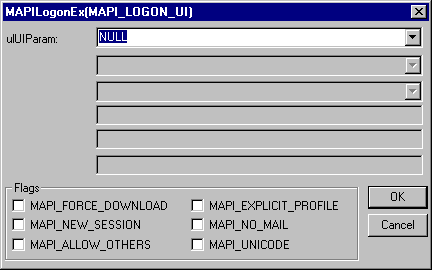 MAPILogonEx(MAPI_LOGON_UI)
ulUIParam: NULL
Flags
MAPI_FORCE_DOWNLOAD MAPI_EXPLICIT_PROFILE
MAPI_NEW_SESSION MAPI_NO_MAIL
MAPI_ALLOW_OTHERS MAPI_UNICODE
OK
Cancel